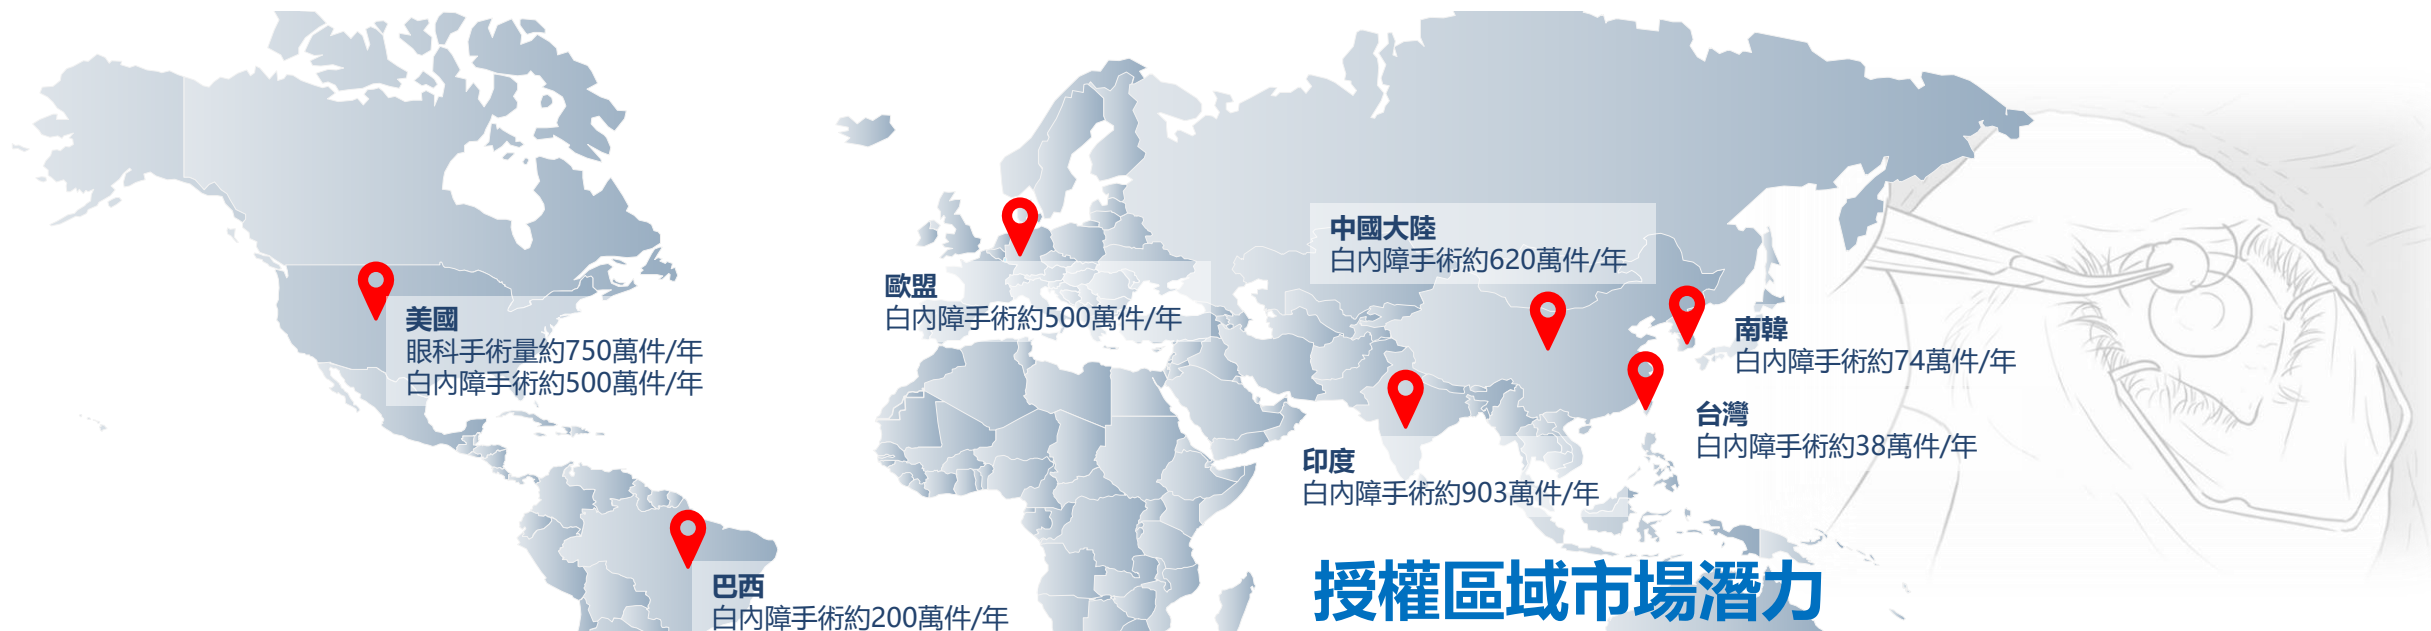 美國
眼科手術量約750萬件/年
白內障手術約500萬件/年
歐盟
白內障手術約500萬件/年
中國大陸
白內障手術約620萬件/年
南韓
白內障手術約74萬件/年
台灣
白內障手術約38萬件/年
印度
白內障手術約903萬件/年
巴西
白內障手術約200萬件/年
授權區域市場潛力